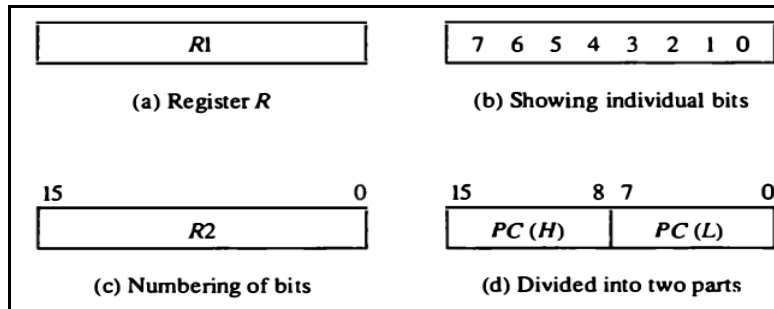 R1
7 6 5 4 3 2 1 0
(a) Register R
(b) Showing individual bits
15 0
15 8 7 0
R2
PC (H) PC (L)
(c) Numbering of bits
(d) Divided into two parts